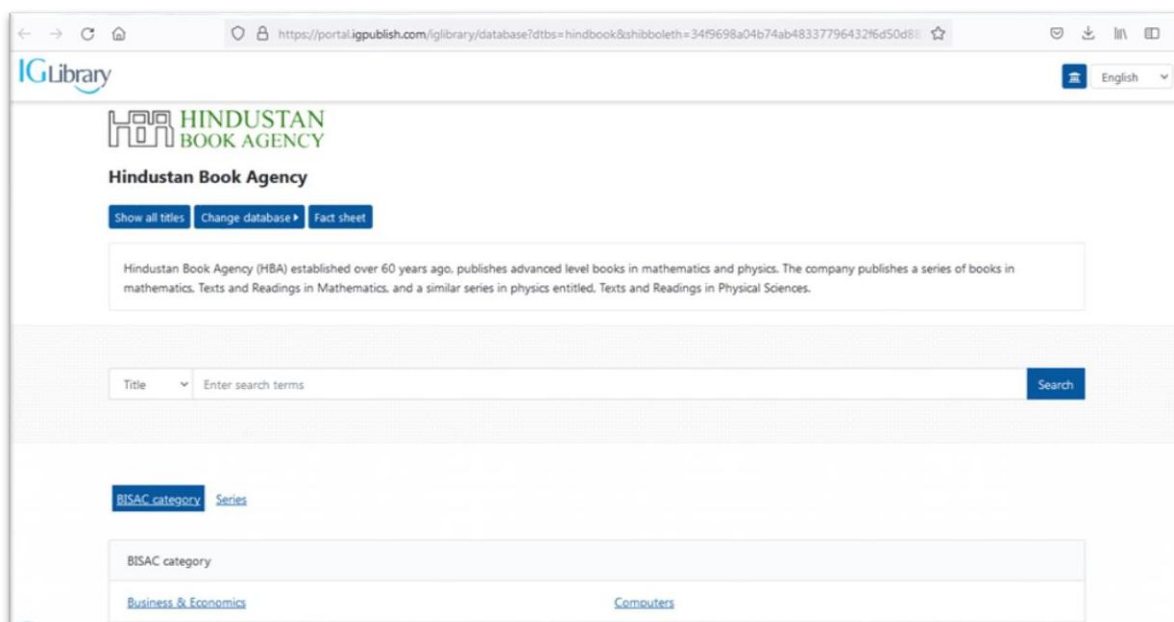 https://portal.igpublish.com/iglibrary/database?dtbs=hindbook&shibboleth=34f9698a04b74ab48337796432f6d50d88
IGLibrary
English
HINDUSTAN
BOOK AGENCY
Hindustan Book Agency
Show all titles
Change database
Fact sheet
Hindustan Book Agency (HBA) established over 60 years ago, publishes advanced level books in mathematics and physics. The company publishes a series of books in
mathematics, Texts and Readings in Mathematics, and a similar series in physics entitled, Texts and Readings in Physical Sciences.
Title
Enter search terms
Search
BISAC category
Series
BISAC category
Business & Economics
Computers